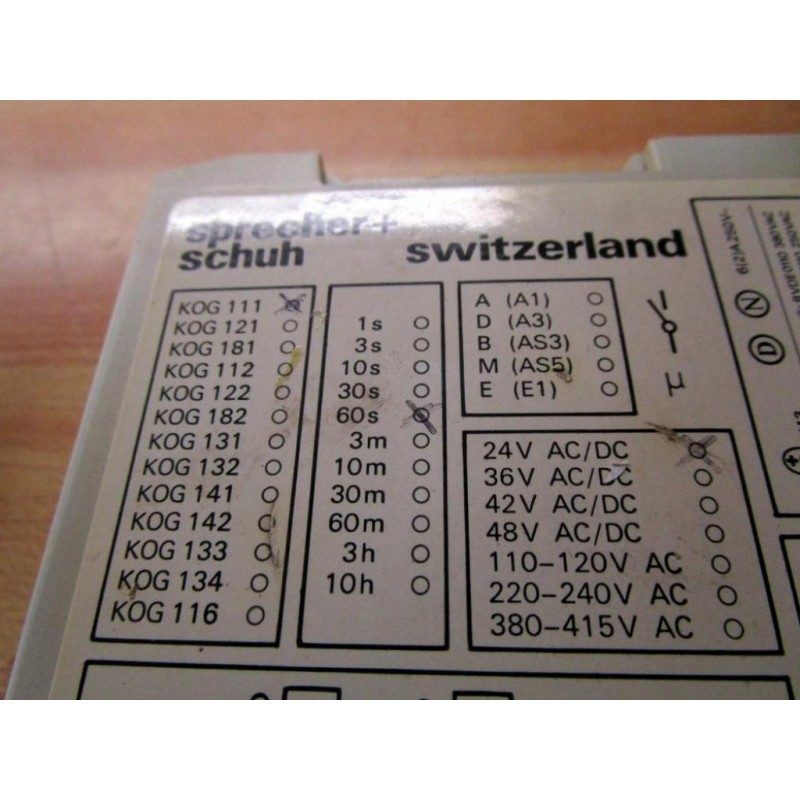 sprecher+
schuh switzerland
KOG 111
KOG 121
KOG 181
KOG 112
KOG 122
KOG 182
KOG 131
KOG 132
KOG 141
KOG 142
KOG 133
KOG 134
KOG 116
1s
3s
10s
30s
60s
3m
10m
30m
60m
3h
10h
A (A1)
D (A3)
B (AS3)
M (AS5)
E (E1)
µ
24V AC/DC
36V AC/DC
42V AC/DC
48V AC/DC
110–120V AC
220–240V AC
380–415V AC
D N 6(2)A250V~